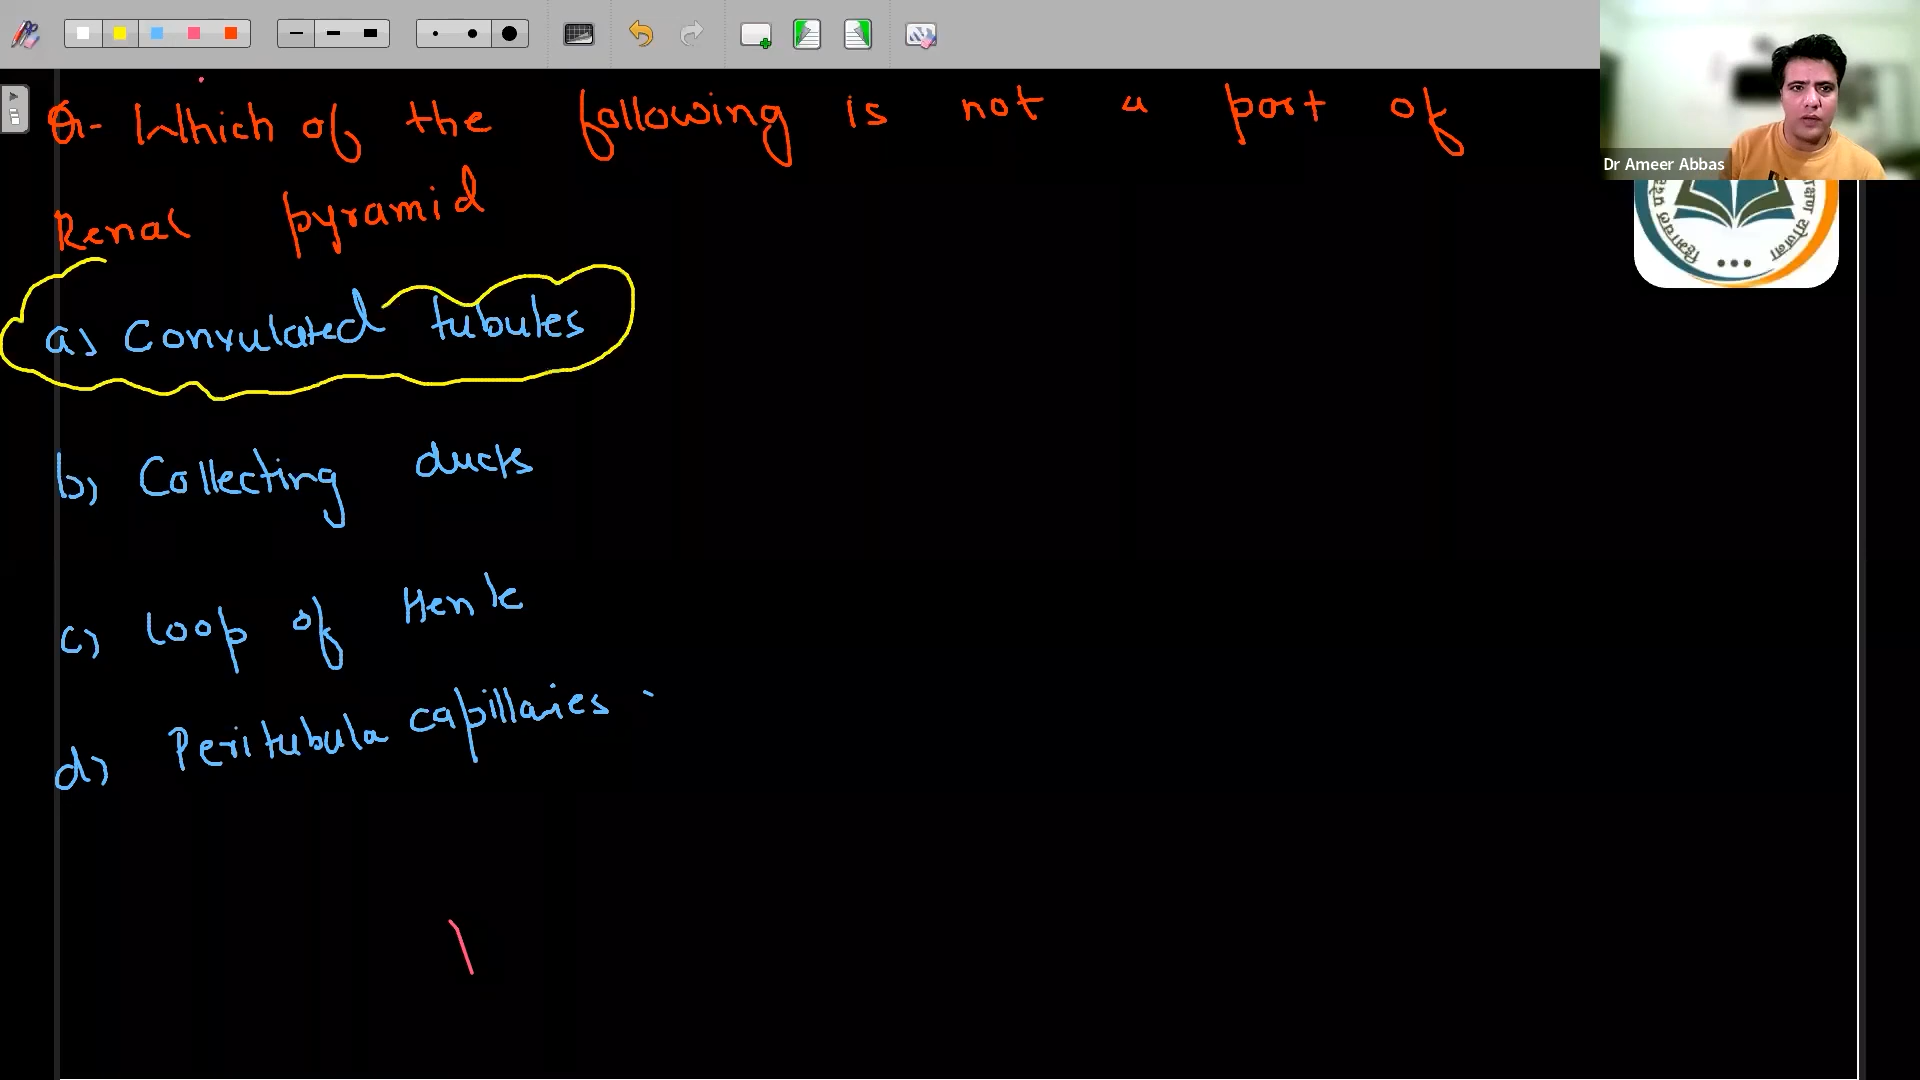 Q- Which of the following is not a part of
Renal pyramid
a) Convulated tubules
b) Collecting ducts
c) Loop of Henle
d) Peritubula capillaries
Dr Ameer Abbas